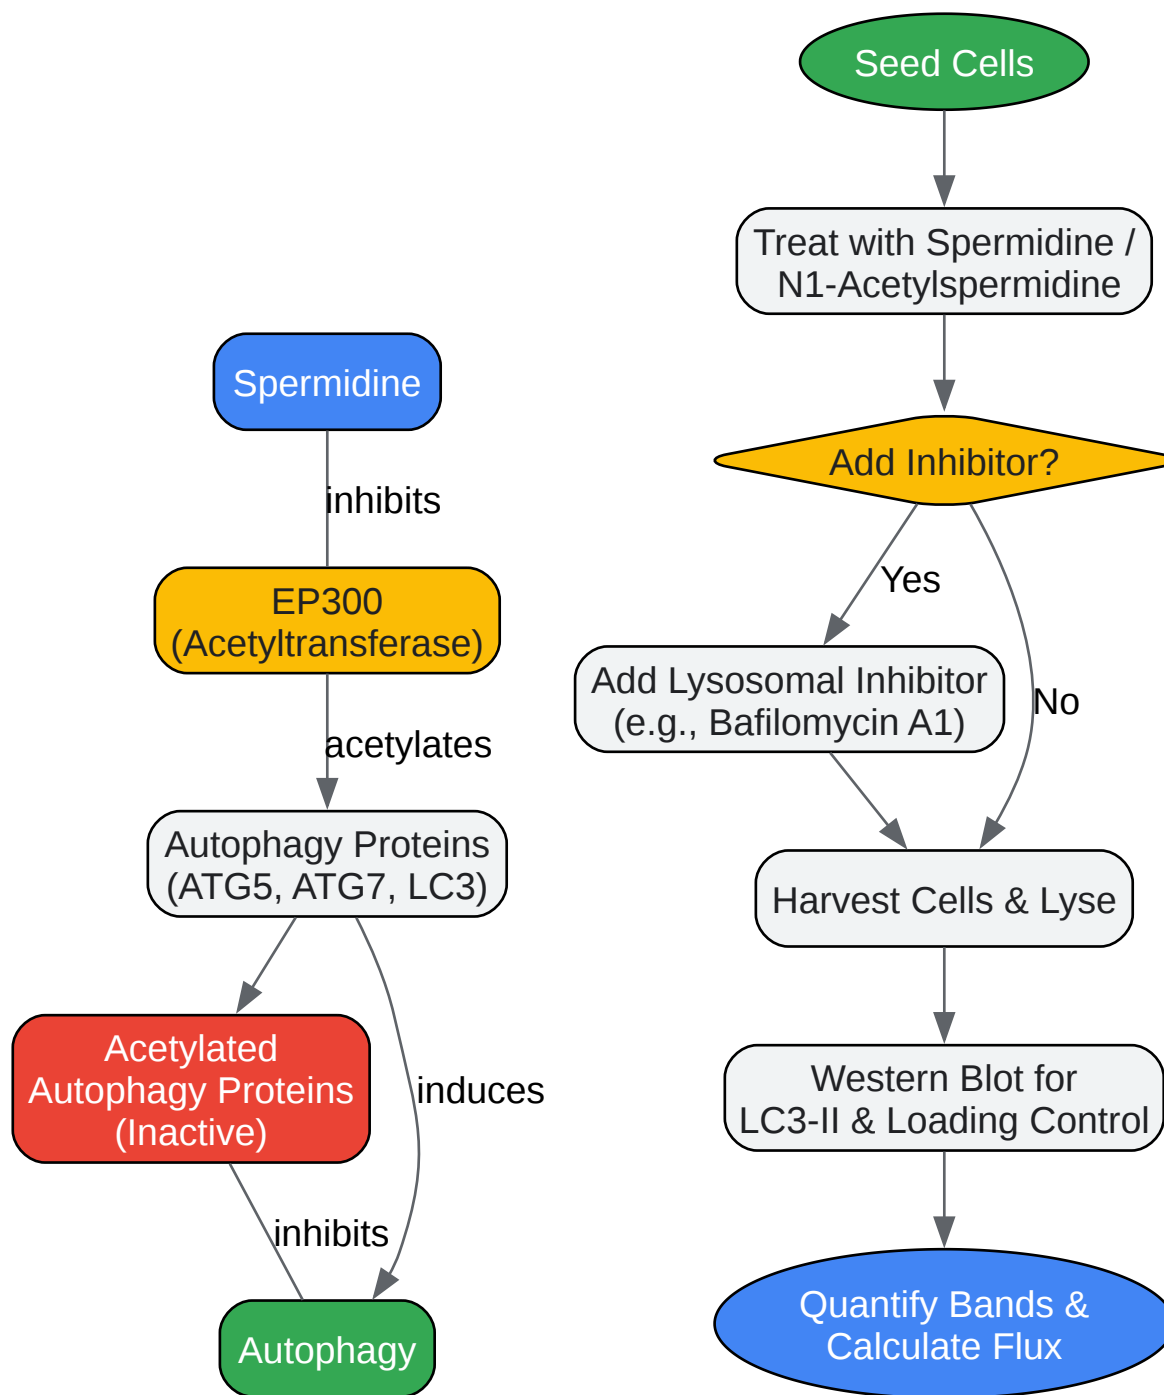 Spermidine
inhibits
EP300
(Acetyltransferase)
acetylates
Autophagy Proteins
(ATG5, ATG7, LC3)
Acetylated
Autophagy Proteins
(Inactive)
induces
inhibits
Autophagy
Seed Cells
Treat with Spermidine /
N1-Acetylspermidine
Add Inhibitor?
Yes
Add Lysosomal Inhibitor
(e.g., Bafilomycin A1)
No
Harvest Cells & Lyse
Western Blot for
LC3-II & Loading Control
Quantify Bands &
Calculate Flux